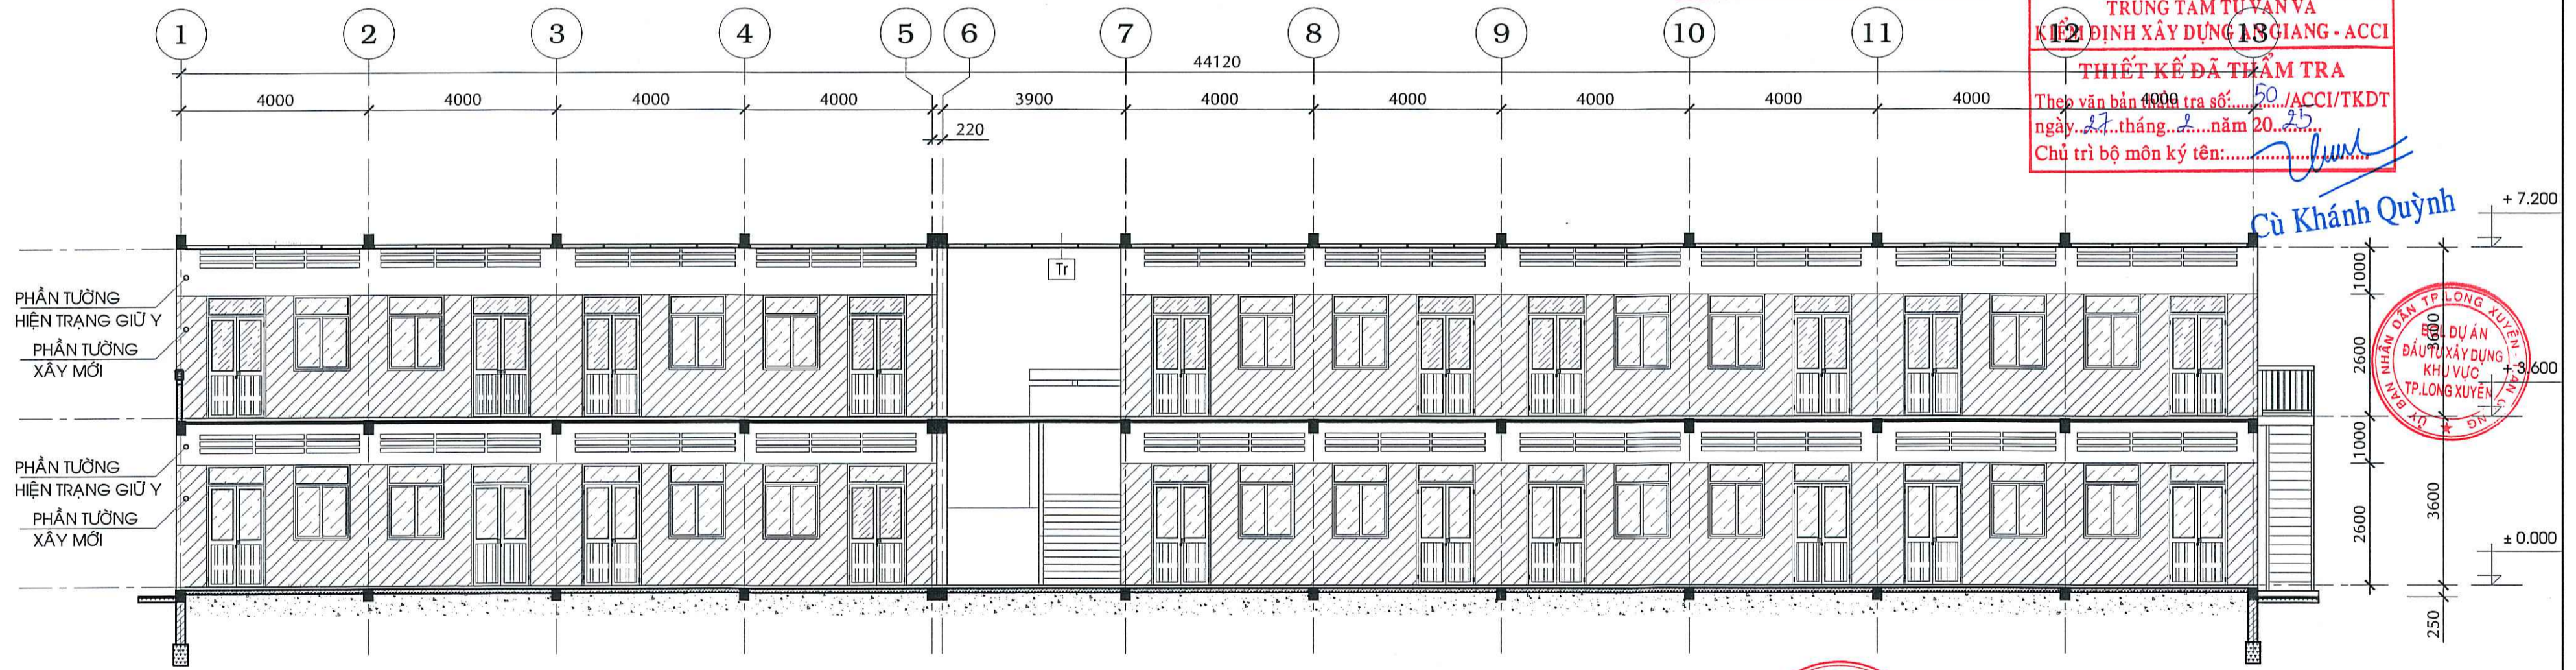 1 2 3 4 5 6 7 8 9 10 11 12 13
44120
4000 4000 4000 4000 3900 4000 4000 4000 4000 4000 4000
220
TRUNG TÂM TƯ VẤN VÀ
KIỂM ĐỊNH XÂY DỰNG AN GIANG - ACCI
THIẾT KẾ ĐÃ THẨM TRA
Theo văn bản thẩm tra số:.....50..../ACCI/TKDT
ngày..27..tháng..2...năm 20..25...
Chủ trì bộ môn ký tên:
Cù Khánh Quỳnh
+ 7.200
Tr
PHẦN TƯỜNG
HIỆN TRẠNG GIỮ Y
PHẦN TƯỜNG
XÂY MỚI
1000
2600
3600
+ 3.600
ỦY BAN NHÂN DÂN TP.LONG XUYÊN
DỰ ÁN
ĐẦU TƯ XÂY DỰNG
KHU VỰC
TP.LONG XUYÊN
PHẦN TƯỜNG
HIỆN TRẠNG GIỮ Y
PHẦN TƯỜNG
XÂY MỚI
1000
2600
3600
± 0.000
250